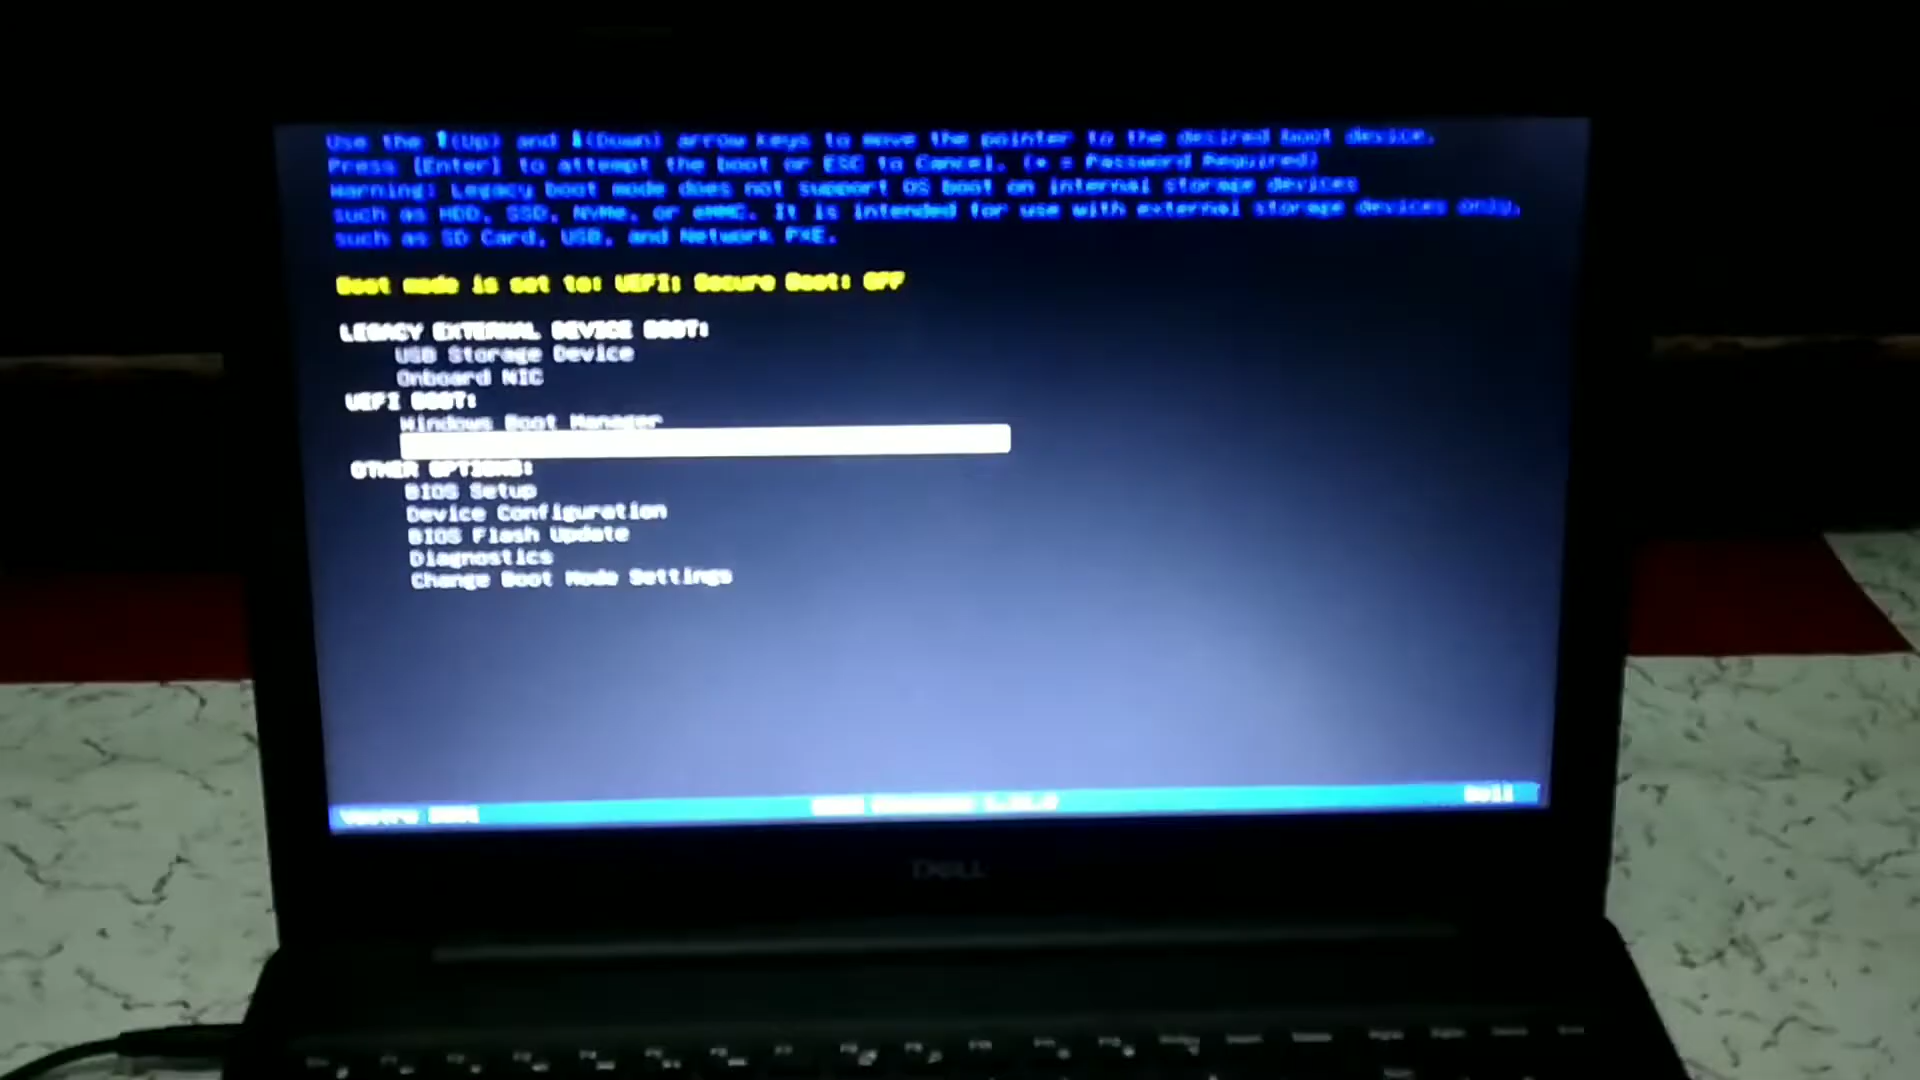 Use the ↑(Up) and ↓(Down) arrow keys to move the pointer to the desired boot device.
Press [Enter] to attempt the boot or ESC to Cancel. (* = Password Required)
Warning: Legacy boot mode does not support OS boot on internal storage devices
such as HDD, SSD, NVMe, or eMMC. It is intended for use with external storage devices only,
such as SD Card, USB, and Network PXE.
Boot mode is set to: UEFI; Secure Boot: OFF
LEGACY EXTERNAL DEVICE BOOT:
USB Storage Device
Onboard NIC
UEFI BOOT:
Windows Boot Manager
OTHER OPTIONS:
BIOS Setup
Device Configuration
BIOS Flash Update
Diagnostics
Change Boot Mode Settings
Vostro
Dell
DELL